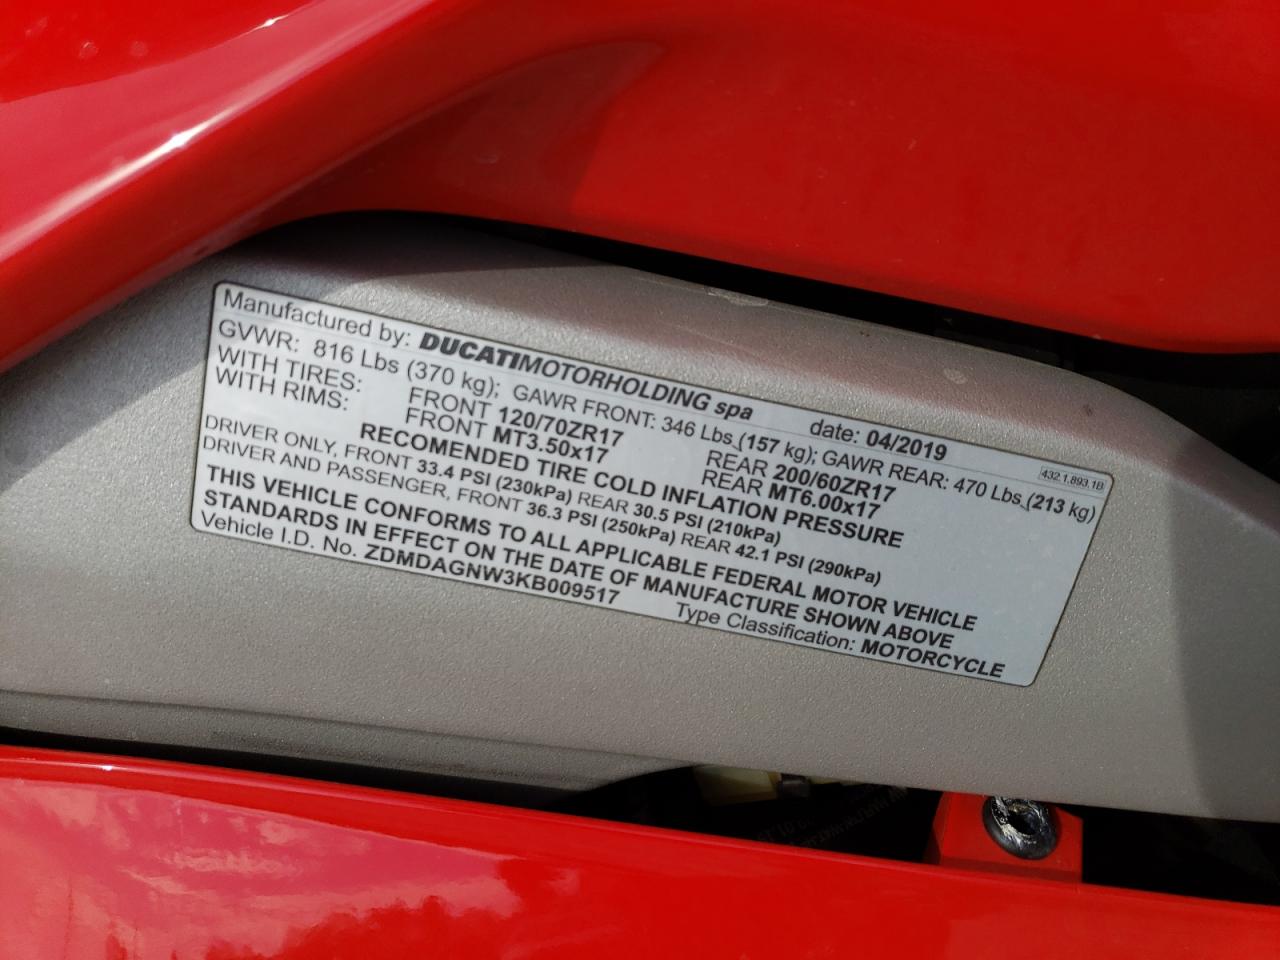 Manufactured by: DUCATIMOTORHOLDING spa date: 04/2019
432.1.893.1B
GVWR: 816 Lbs (370 kg); GAWR FRONT: 346 Lbs.(157 kg); GAWR REAR: 470 Lbs.(213 kg)
WITH TIRES: FRONT 120/70ZR17 REAR 200/60ZR17
WITH RIMS: FRONT MT3.50x17 REAR MT6.00x17
RECOMENDED TIRE COLD INFLATION PRESSURE
DRIVER ONLY, FRONT 33.4 PSI (230kPa) REAR 30.5 PSI (210kPa)
DRIVER AND PASSENGER, FRONT 36.3 PSI (250kPa) REAR 42.1 PSI (290kPa)
THIS VEHICLE CONFORMS TO ALL APPLICABLE FEDERAL MOTOR VEHICLE
STANDARDS IN EFFECT ON THE DATE OF MANUFACTURE SHOWN ABOVE
Vehicle I.D. No. ZDMDAGNW3KB009517 Type Classification: MOTORCYCLE